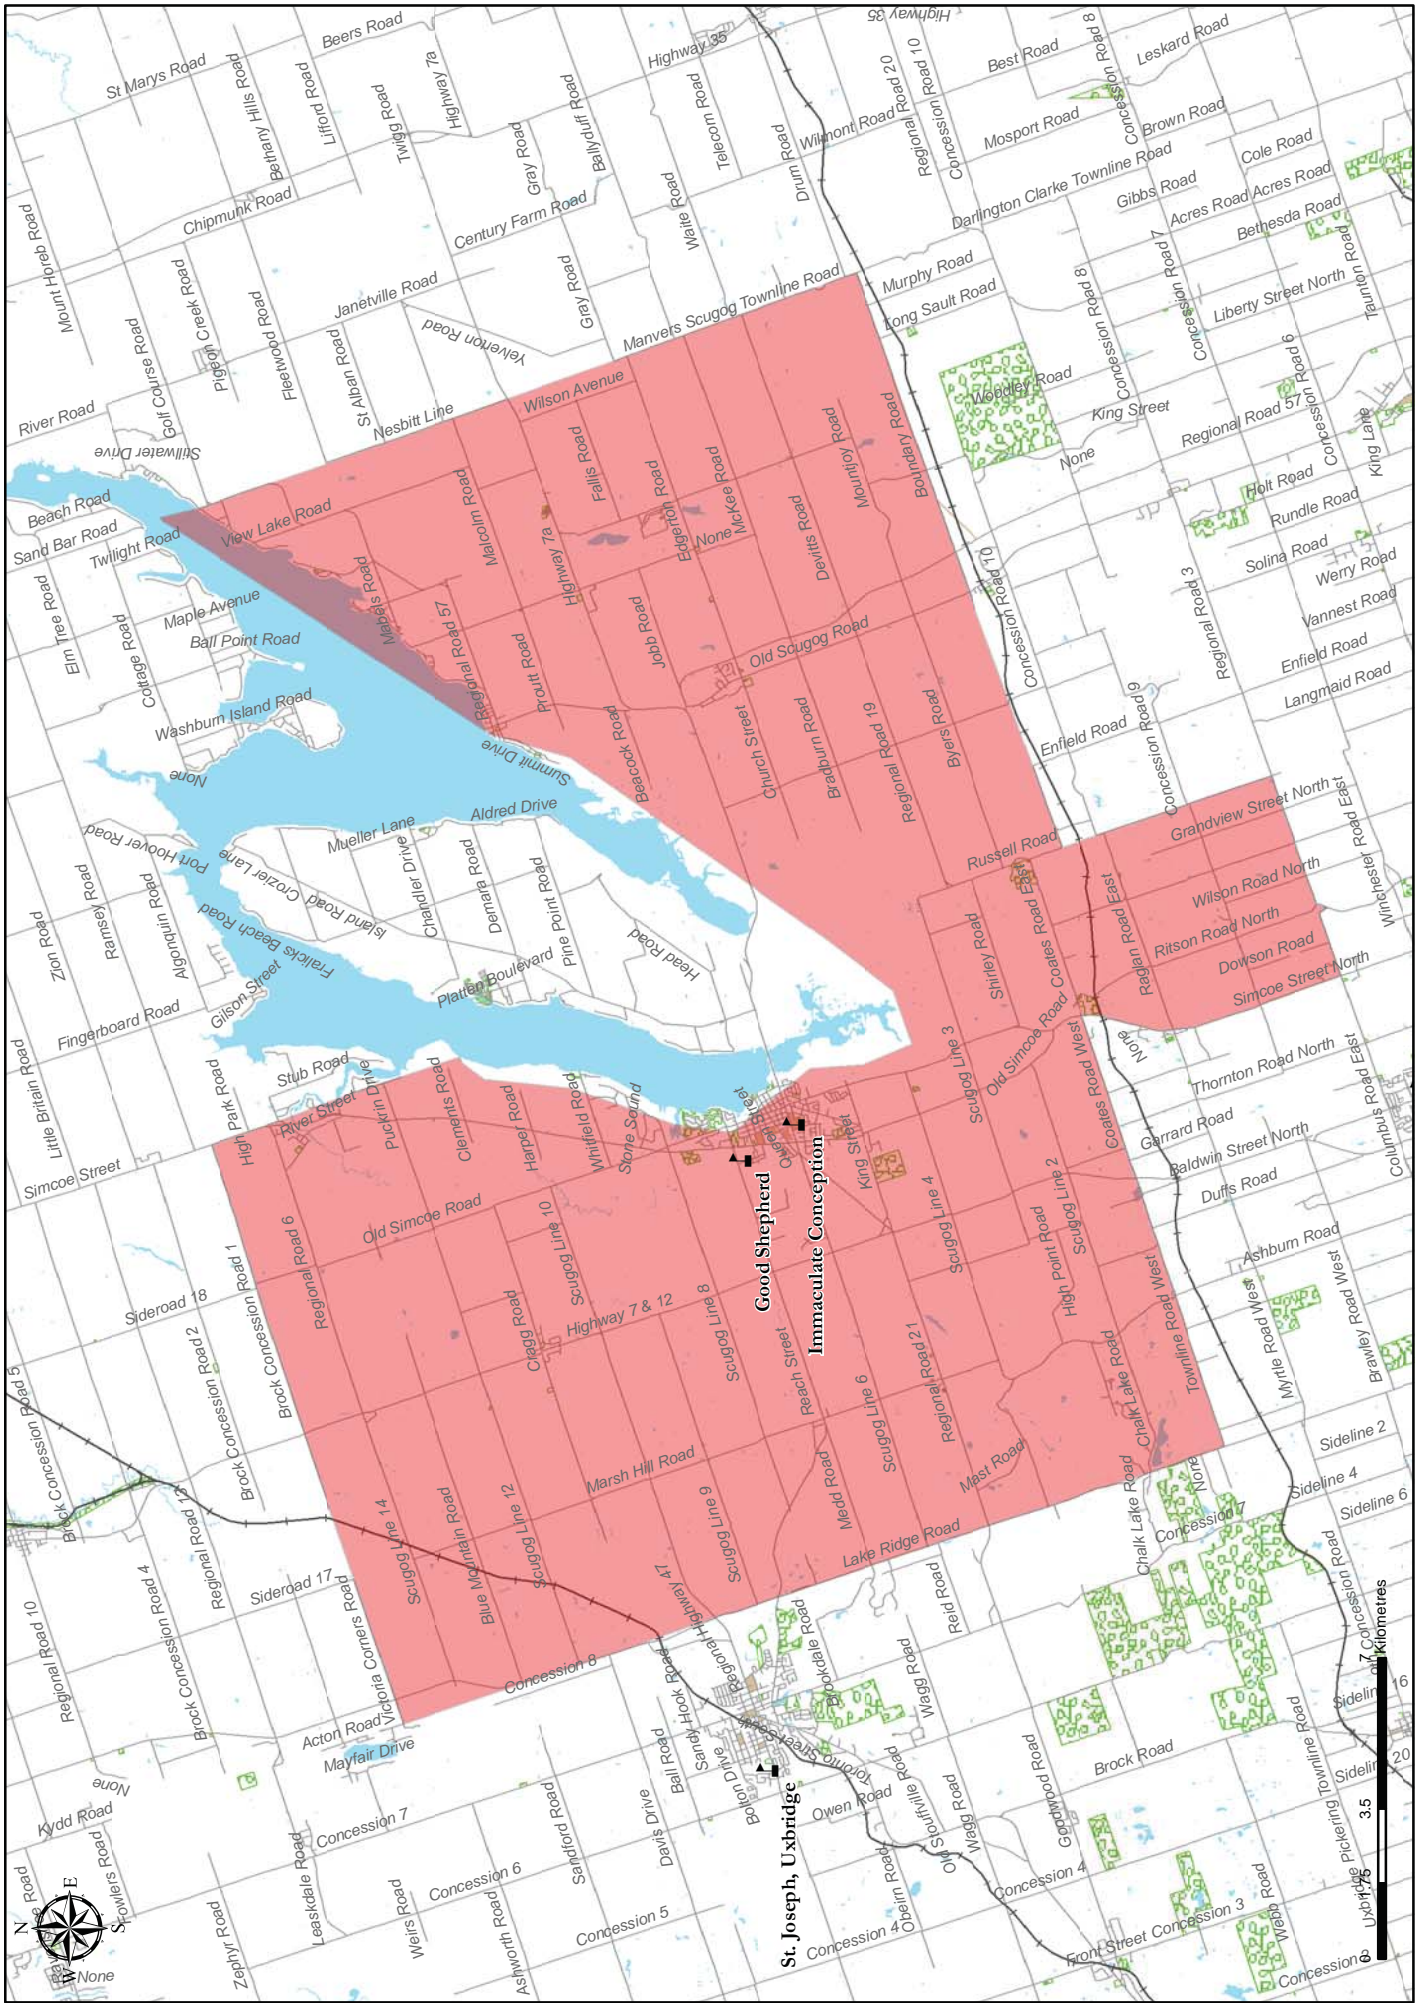 St Marys Road
Beers Road
Highway 35
Highway 35
Bethany Hills Road
Lifford Road
Twigg Road
Highway 7a
Gray Road
Ballyduff Road
Telecom Road
Drum Road
Wilmont Road
Regional Road 20
Concession Road 10
Best Road
Mosport Road
Concession Road 8
Leskard Road
Brown Road
Cole Road
Mount Horeb Road
Chipmunk Road
Century Farm Road
Waite Road
Darlington Clarke Townline Road
Gibbs Road
Acres Road
Acres Road
Bethesda Road
Pigeon Creek Road
Fleetwood Road
Janetville Road
Yelverton Road
Gray Road
Manvers Scugog Townline Road
Murphy Road
Long Sault Road
Concession Road 8
Concession Road 7
Liberty Street North
Taunton Road
River Road
Golf Course Road
St Alban Road
Nesbitt Line
Wilson Avenue
Woodley Road
King Street
Regional Road 57
Concession Road 6
King Lane
Stillwater Drive
Beach Road
Sand Bar Road
Twilight Road
View Lake Road
Malcolm Road
Fallis Road
Edgerton Road
None
McKee Road
Mountjoy Road
Boundary Road
None
Holt Road
Rundle Road
Solina Road
Werry Road
Vannest Road
Elm Tree Road
Cottage Road
Maple Avenue
Ball Point Road
Mabels Road
Regional Road 57
Proutt Road
Highway 7a
Jobb Road
Devitts Road
Old Scugog Road
Concession Road 10
Regional Road 3
Enfield Road
Langmaid Road
Washburn Island Road
None
Summit Drive
Beacock Road
Church Street
Bradburn Road
Regional Road 19
Byers Road
Enfield Road
Concession Road 9
Aldred Drive
Mueller Lane
Port Hoover Road
Crozier Lane
Island Road
Chandler Drive
Demara Road
Pine Point Road
Head Road
Russell Road
Grandview Street North
Wilson Road North
Winchester Road East
Zion Road
Ramsey Road
Algonquin Road
Fralicks Beach Road
Gilson Street
Platten Boulevard
Shirley Road
Coates Road East
Raglan Road East
Ritson Road North
Dowson Road
Simcoe Street North
Fingerboard Road
Little Britain Road
High Park Road
Stub Road
River Street
Puckrin Drive
Clements Road
Harper Road
Whitfield Road
Stone Sound
Queen Street
King Street
Scugog Line 3
Old Simcoe Road
Coates Road West
None
Thornton Road North
Garrard Road
Baldwin Street North
Columbus Road East
Simcoe Street
Good Shepherd
Immaculate Conception
Old Simcoe Road
Scugog Line 10
Scugog Line 4
High Point Road
Scugog Line 2
Duffs Road
Ashburn Road
Sideroad 18
Brock Concession Road 1
Regional Road 6
Cragg Road
Highway 7 & 12
Scugog Line 8
Reach Street
Scugog Line 6
Regional Road 21
Chalk Lake Road
Townline Road West
Myrtle Road West
Brawley Road West
Brock Concession Road 5
Brock Concession Road 2
Brock Concession Road
Regional Road 13
Scugog Line 14
Blue Mountain Road
Scugog Line 12
Marsh Hill Road
Scugog Line 9
Medd Road
Mast Road
Lake Ridge Road
Chalk Lake Road
None
Concession 7
Sideline 2
Sideline 4
Sideline 6
Regional Road 10
Brock Concession Road 4
Sideroad 17
Victoria Corners Road
Concession 8
Regional Highway 47
Sandy Hook Road
Brookdale Road
Reid Road
Wagg Road
Toronto Street South
Acton Road
Mayfair Drive
None
Kydd Road
Fowlers Road
Leaskdale Road
Concession 7
Sandford Road
Davis Drive
Ball Road
Bolton Drive
Owen Road
Old Stouffville Road
Wagg Road
Goodwood Road
Brock Road
Uxbridge Pickering Townline Road
7 Concession Road
Sideline 16
Sideline 20
St. Joseph, Uxbridge
Zephyr Road
Weirs Road
Concession 6
Ashworth Road
Concession 5
Concession 4
Obeirn Road
Concession 4
Front Street
Concession 3
Webb Road
Concession
None
N
E
S
W
0
1.75
3.5
7
Kilometres